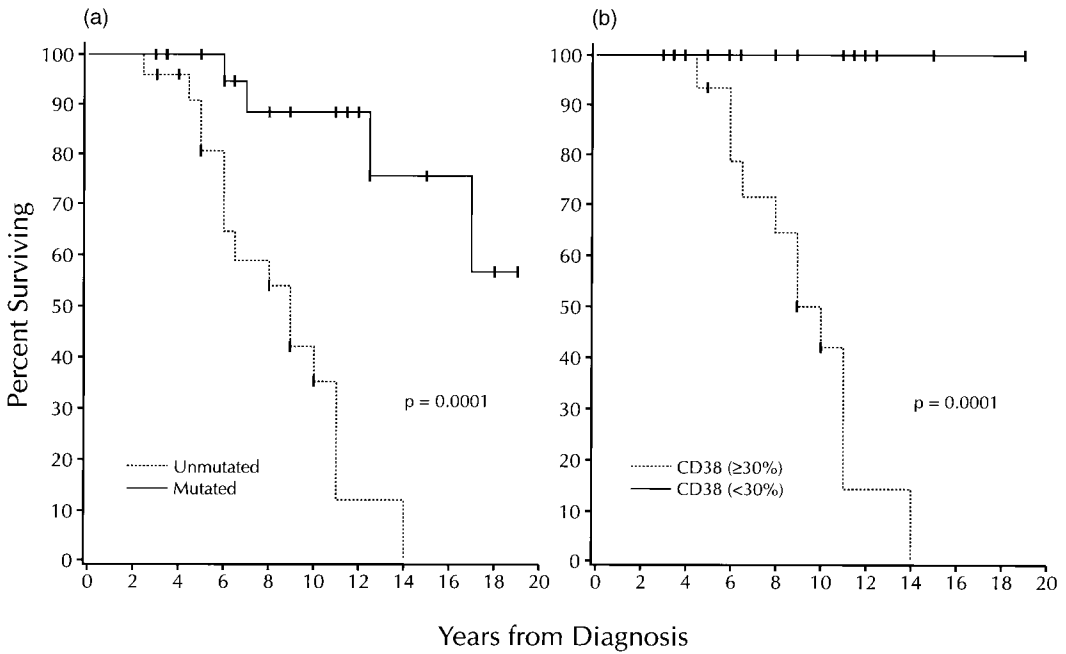 (a)
(b)
Percent Surviving
100
90
80
70
60
50
40
30
20
10
0
p = 0.0001
Unmutated
Mutated
0 2 4 6 8 10 12 14 16 18 20
100
90
80
70
60
50
40
30
20
10
0
p = 0.0001
CD38 (≥30%)
CD38 (<30%)
0 2 4 6 8 10 12 14 16 18 20
Years from Diagnosis